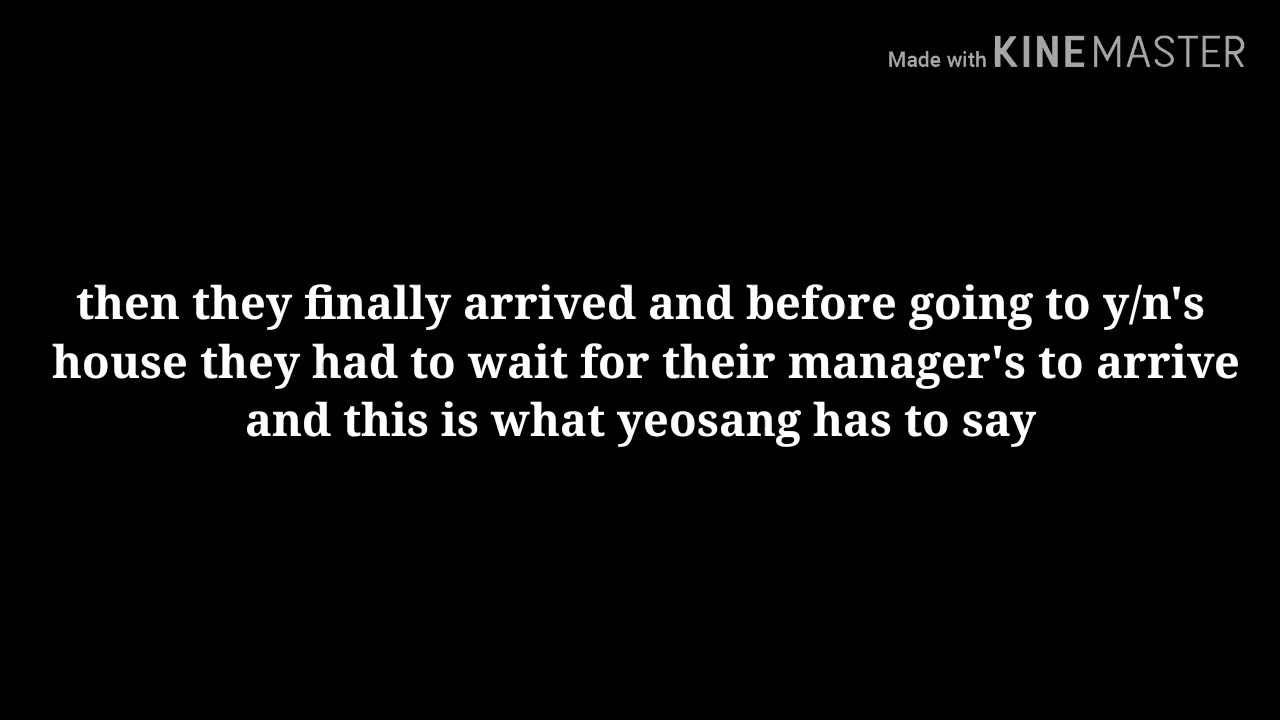 Made with KINEMASTER
then they finally arrived and before going to y/n's
house they had to wait for their manager's to arrive
and this is what yeosang has to say